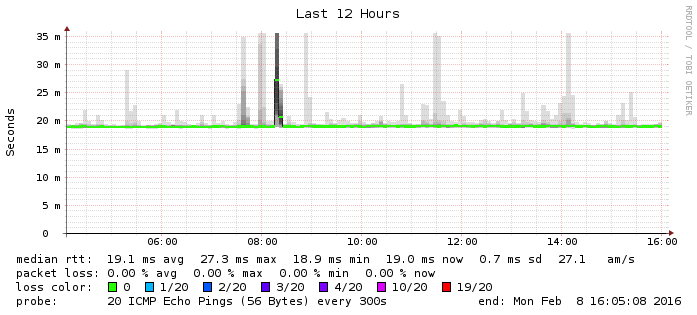 Last 12 Hours
RRDTOOL / TOBI OETIKER
Seconds
35 m
30 m
25 m
20 m
15 m
10 m
5 m
0
06:00 08:00 10:00 12:00 14:00 16:00
median rtt: 19.1 ms avg 27.3 ms max 18.9 ms min 19.0 ms now 0.7 ms sd 27.1 am/s
packet loss: 0.00 % avg 0.00 % max 0.00 % min 0.00 % now
loss color: 0 1/20 2/20 3/20 4/20 10/20 19/20
probe: 20 ICMP Echo Pings (56 Bytes) every 300s end: Mon Feb 8 16:05:08 2016